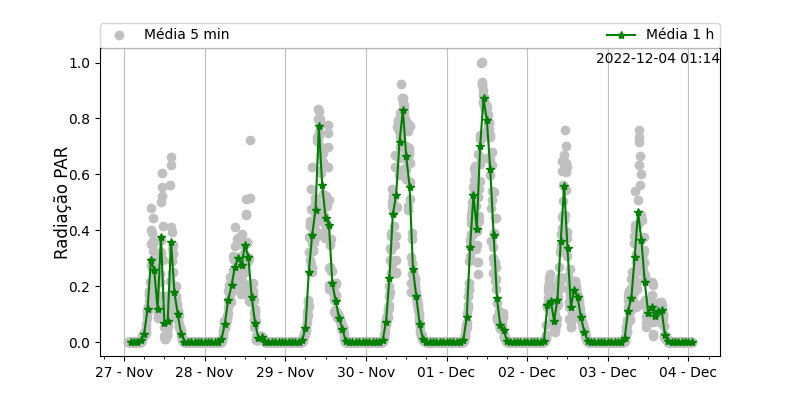 Média 5 min
Média 1 h
2022-12-04 01:14
Radiação PAR
1.0
0.8
0.6
0.4
0.2
0.0
27 - Nov
28 - Nov
29 - Nov
30 - Nov
01 - Dec
02 - Dec
03 - Dec
04 - Dec